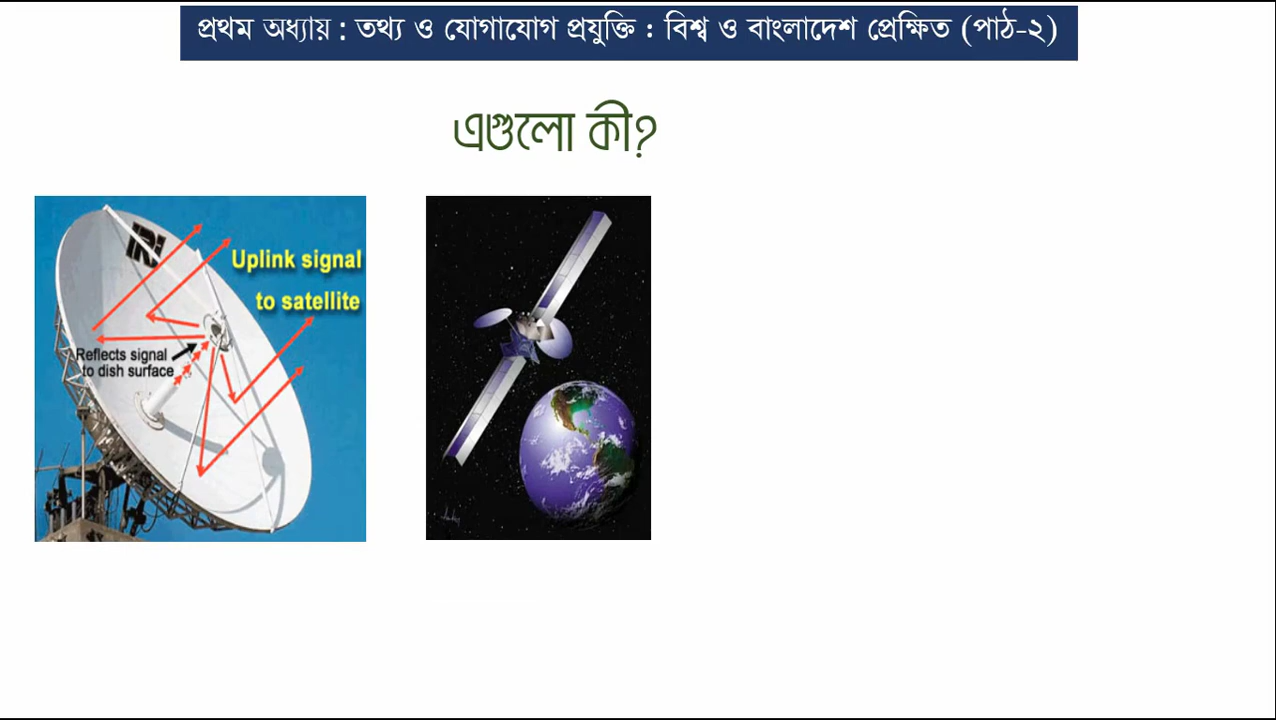 প্রথম অধ্যায় : তথ্য ও যোগাযোগ প্রযুক্তি : বিশ্ব ও বাংলাদেশ প্রেক্ষিত (পাঠ-২)
এগুলো কী?
Uplink signal
to satellite
Reflects signal
to dish surface